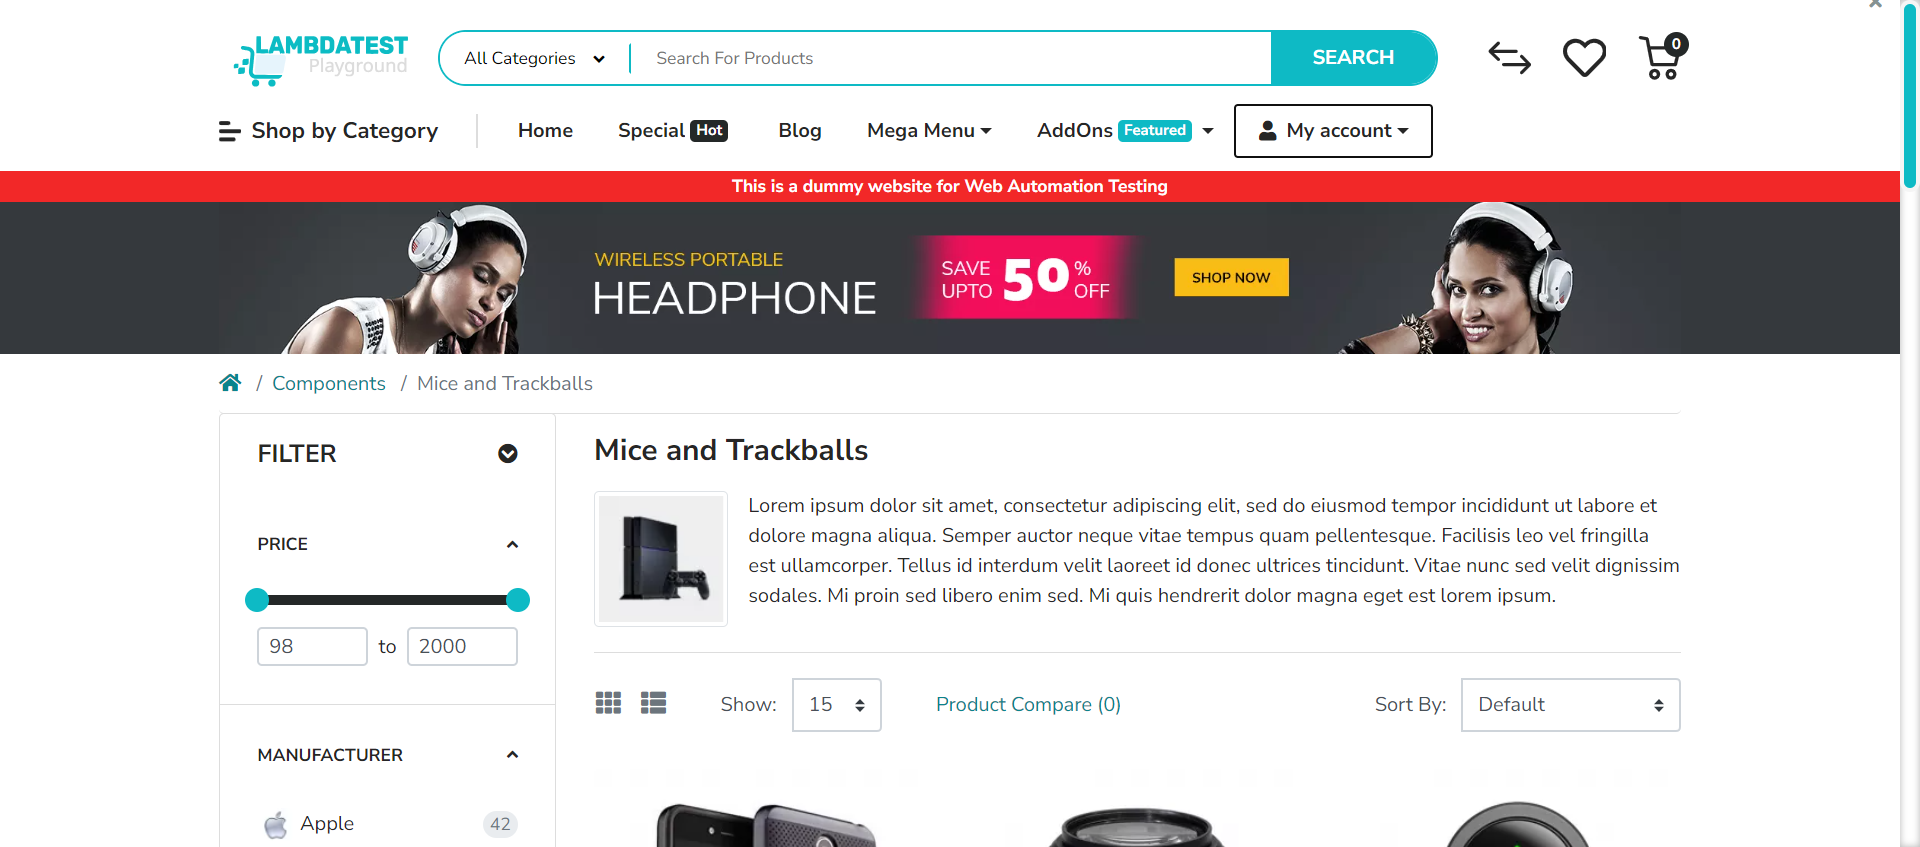 LAMBDATEST
Playground
All Categories
Search For Products
SEARCH
0
Shop by Category
Home
Special Hot
Blog
Mega Menu
AddOns Featured
My account
This is a dummy website for Web Automation Testing
WIRELESS PORTABLE
HEADPHONE
SAVE UPTO 50% OFF
SHOP NOW
/ Components / Mice and Trackballs
FILTER
PRICE
98 to 2000
MANUFACTURER
Apple 42
Mice and Trackballs
Lorem ipsum dolor sit amet, consectetur adipiscing elit, sed do eiusmod tempor incididunt ut labore et
dolore magna aliqua. Semper auctor neque vitae tempus quam pellentesque. Facilisis leo vel fringilla
est ullamcorper. Tellus id interdum velit laoreet id donec ultrices tincidunt. Vitae nunc sed velit dignissim
sodales. Mi proin sed libero enim sed. Mi quis hendrerit dolor magna eget est lorem ipsum.
Show: 15
Product Compare (0)
Sort By: Default